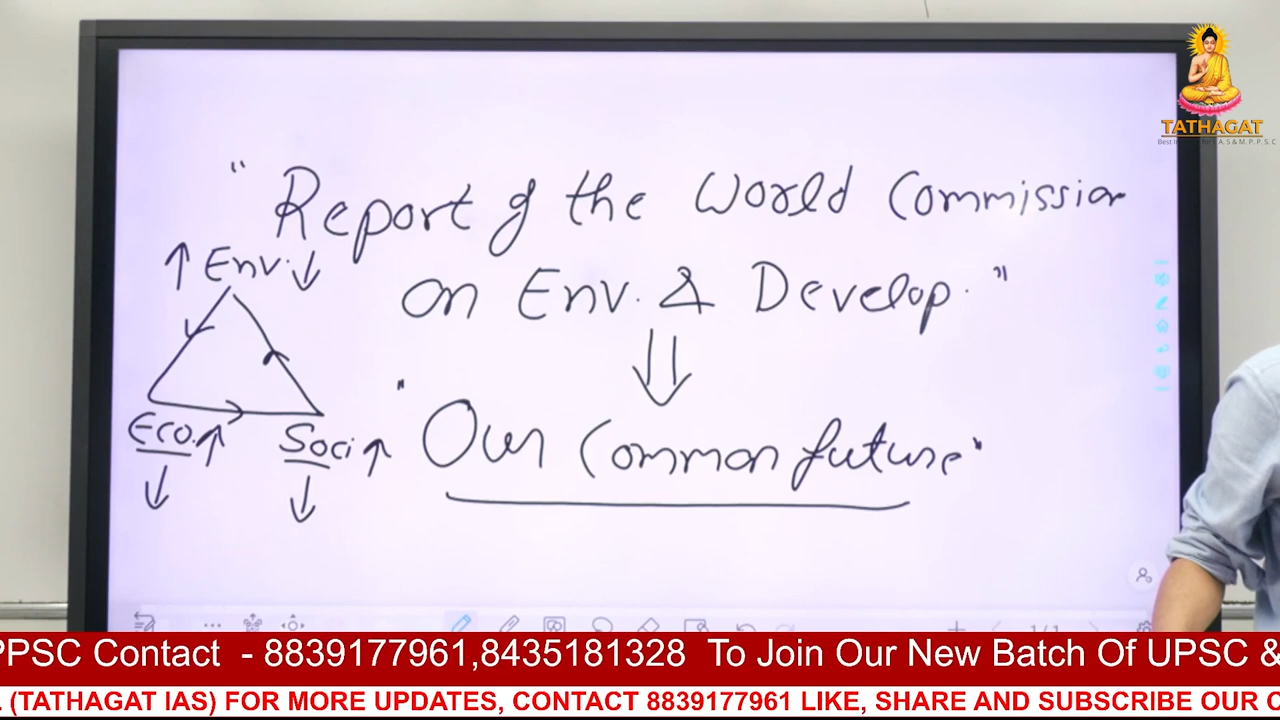 TATHAGAT
"Report of the World Commission
on Env. & Develop."
↑ Env. ↓
Eco. ↑
Soci ↑
↓
↓
"Our Common future"
PPSC Contact - 8839177961,8435181328 To Join Our New Batch Of UPSC &
. (TATHAGAT IAS) FOR MORE UPDATES, CONTACT 8839177961 LIKE, SHARE AND SUBSCRIBE OUR